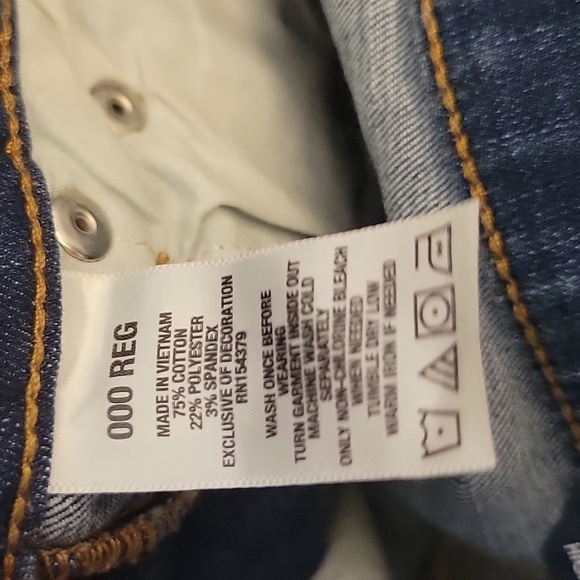 000 REG
MADE IN VIETNAM
75% COTTON
22% POLYESTER
3% SPANDEX
EXCLUSIVE OF DECORATION
RN154379
WASH ONCE BEFORE
WEARING
TURN GARMENT INSIDE OUT
MACHINE WASH COLD
SEPARATELY
ONLY NON-CHLORINE BLEACH
WHEN NEEDED
TUMBLE DRY LOW
WARM IRON IF NEEDED